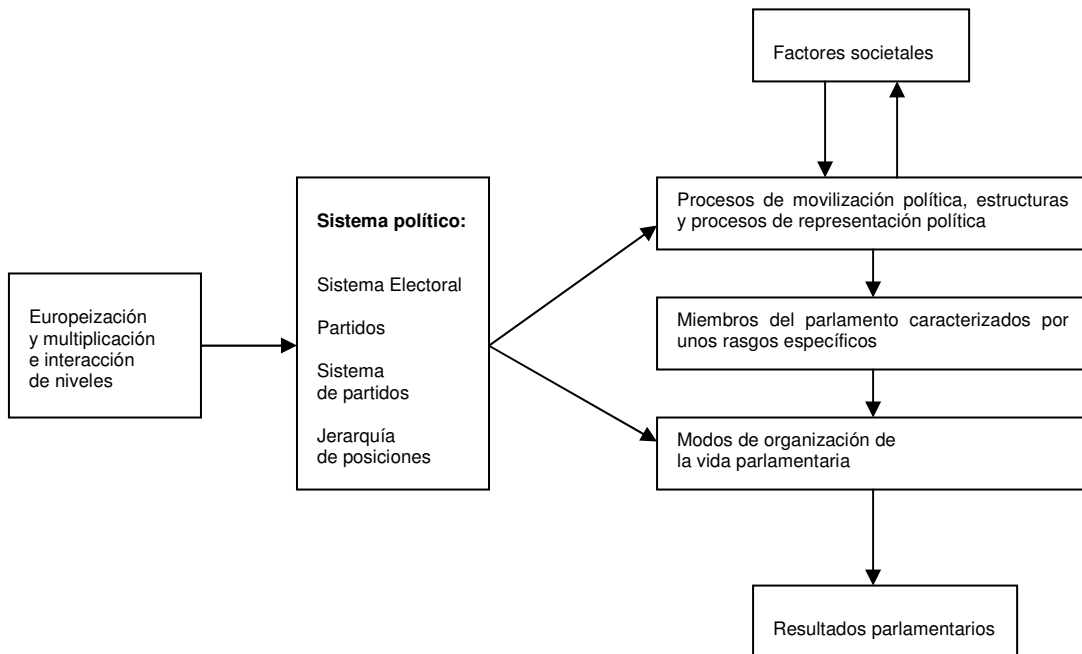 Factores societales
Procesos de movilización política, estructuras
y procesos de representación política
Sistema político:
Sistema Electoral
Partidos
Sistema
de partidos
Jerarquía
de posiciones
Europeización
y multiplicación
e interacción
de niveles
Miembros del parlamento caracterizados por
unos rasgos específicos
Modos de organización de
la vida parlamentaria
Resultados parlamentarios